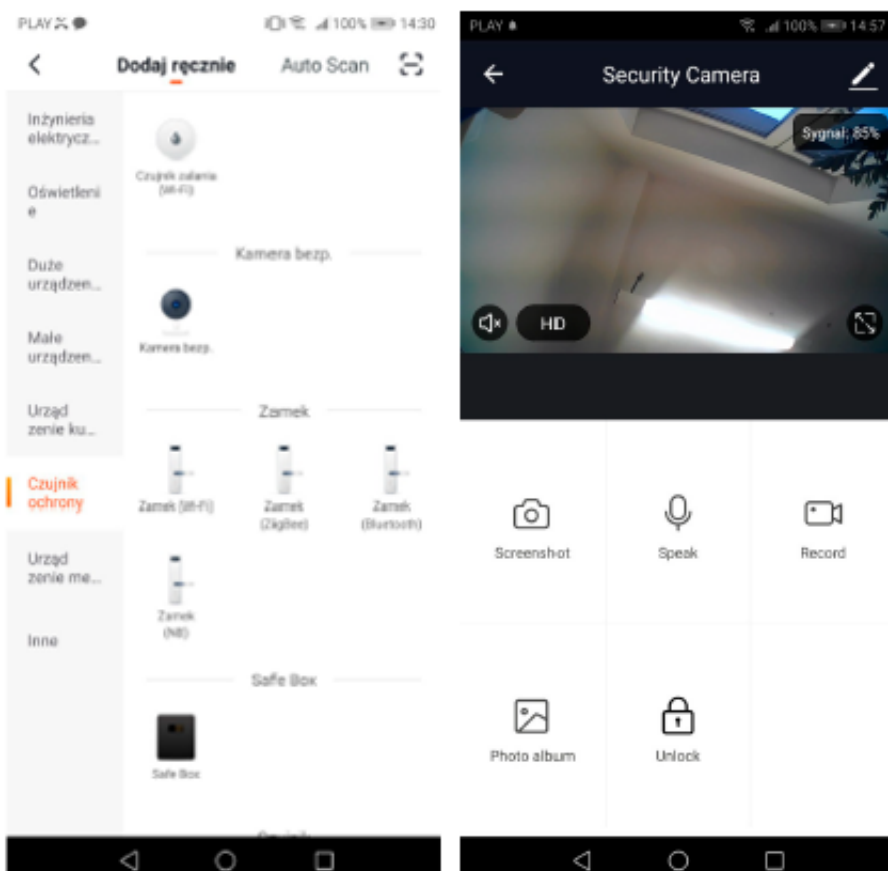 PLAY
100%
14:30
Dodaj ręcznie
Auto Scan
Inżynieria
elektrycz...
Oświetleni
e
Duże
urządzen...
Małe
urządzen...
Urząd
zenie ku...
Czujnik
ochrony
Urząd
zenie me...
Inne
Czujnik zalania
(Wi-Fi)
Kamera bezp.
Kamera bezp.
Zamek
Zamek (Wi-Fi)
Zamek
(ZigBee)
Zamek
(Bluetooth)
Zamek
(NB)
Safe Box
Safe Box
PLAY
100%
14:57
Security Camera
Sygnał: 85%
HD
Screenshot
Speak
Record
Photo album
Unlock